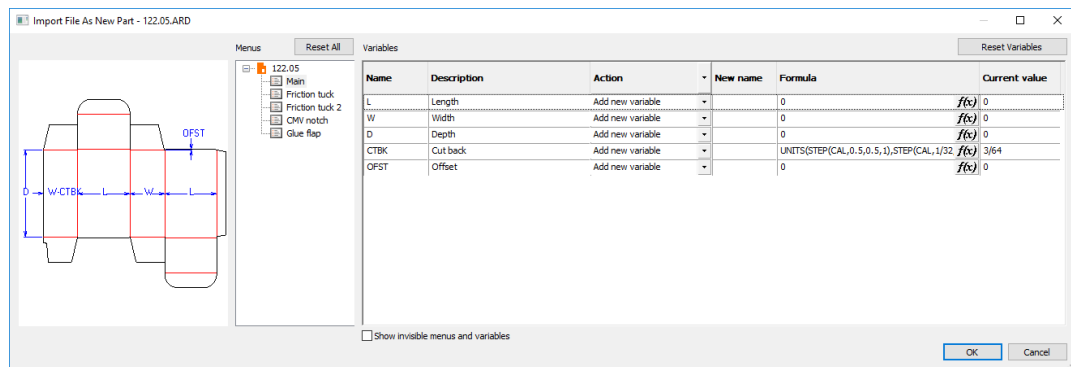 Import File As New Part - 122.05.ARD
Menus
Reset All
Variables
Reset Variables
122.05
Main
Friction tuck
Friction tuck 2
CMV notch
Glue flap
Name Description Action New name Formula Current value
L Length Add new variable 0 f(x) 0
W Width Add new variable 0 f(x) 0
D Depth Add new variable 0 f(x) 0
CTBK Cut back Add new variable UNITS(STEP(CAL,0.5,0.5,1),STEP(CAL,1/32 f(x) 3/64
OFST Offset Add new variable 0 f(x) 0
OFST
D W-CTBK L W L
Show invisible menus and variables
OK Cancel